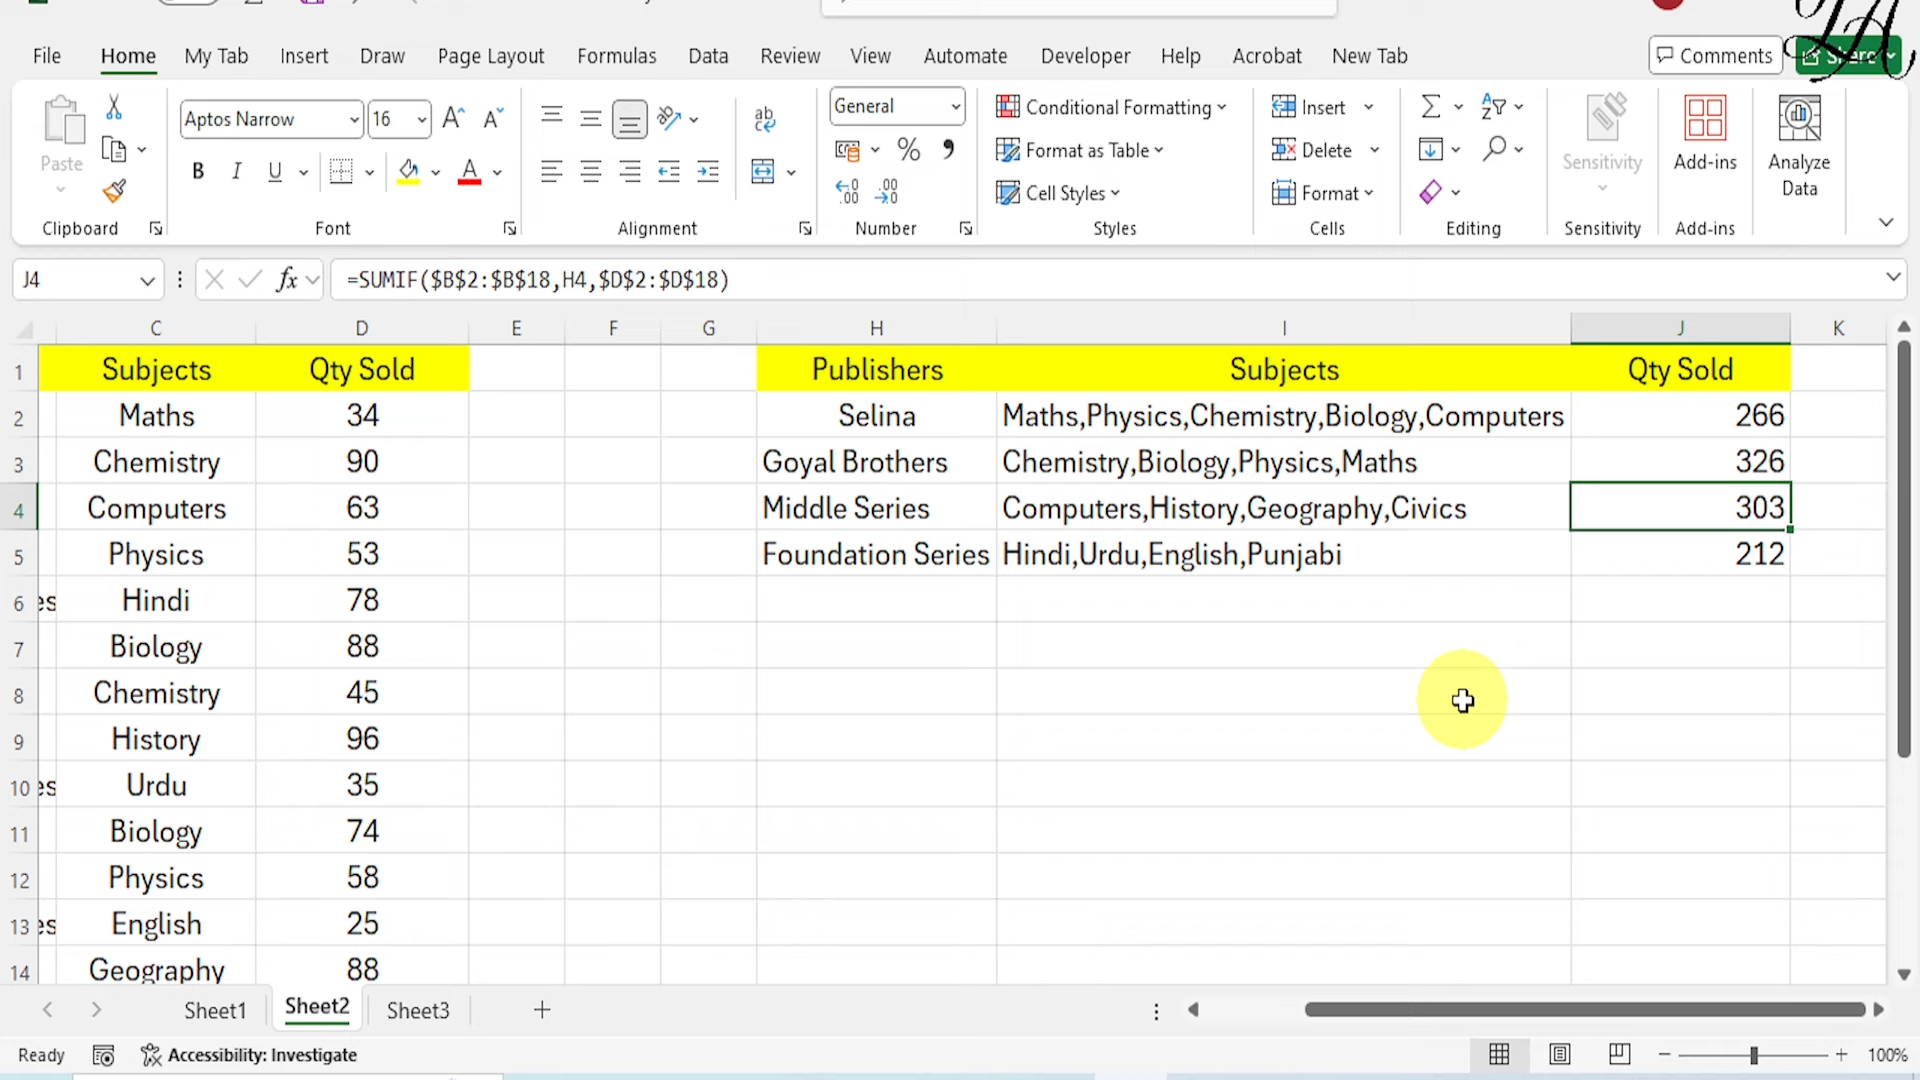 File Home My Tab Insert Draw Page Layout Formulas Data Review View Automate Developer Help Acrobat New Tab Comments Share
Paste
Aptos Narrow 16
B I U
ab
General
% 9
Conditional Formatting
Format as Table
Cell Styles
Insert
Delete
Format
Sensitivity
Add-ins
Analyze
Data
Clipboard Font Alignment Number Styles Cells Editing Sensitivity Add-ins
J4 fx =SUMIF($B$2:$B$18,H4,$D$2:$D$18)
C D E F G H I J K
1 Subjects Qty Sold Publishers Subjects Qty Sold
2 Maths 34 Selina Maths,Physics,Chemistry,Biology,Computers 266
3 Chemistry 90 Goyal Brothers Chemistry,Biology,Physics,Maths 326
4 Computers 63 Middle Series Computers,History,Geography,Civics 303
5 Physics 53 Foundation Series Hindi,Urdu,English,Punjabi 212
6 es Hindi 78
7 Biology 88
8 Chemistry 45
9 History 96
10 es Urdu 35
11 Biology 74
12 Physics 58
13 es English 25
14 Geography 88
Sheet1 Sheet2 Sheet3
Ready Accessibility: Investigate 100%